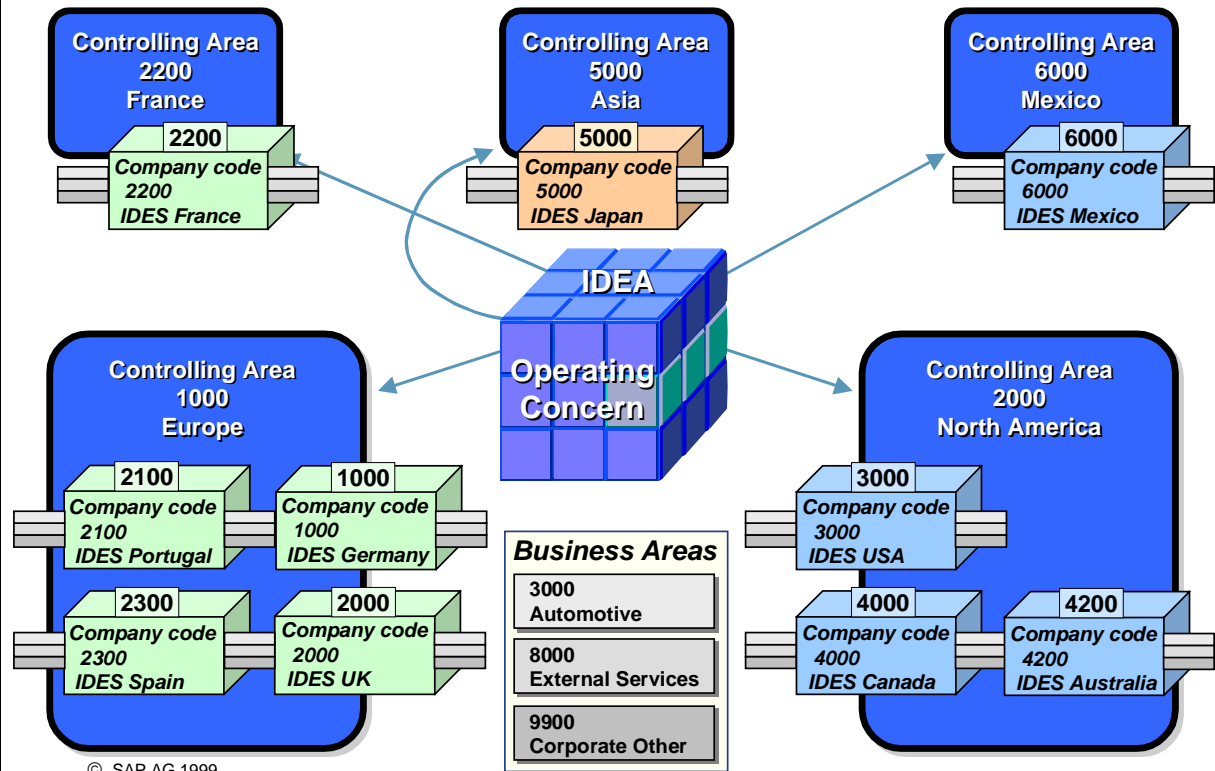 Controlling Area
2200
France
2200
Company code
2200
IDES France
Controlling Area
5000
Asia
5000
Company code
5000
IDES Japan
Controlling Area
6000
Mexico
6000
Company code
6000
IDES Mexico
IDEA
Operating
Concern
Controlling Area
1000
Europe
2100
Company code
2100
IDES Portugal
1000
Company code
1000
IDES Germany
2300
Company code
2300
IDES Spain
2000
Company code
2000
IDES UK
Business Areas
3000
Automotive
8000
External Services
9900
Corporate Other
Controlling Area
2000
North America
3000
Company code
3000
IDES USA
4000
Company code
4000
IDES Canada
4200
Company code
4200
IDES Australia
© SAP AG 1999